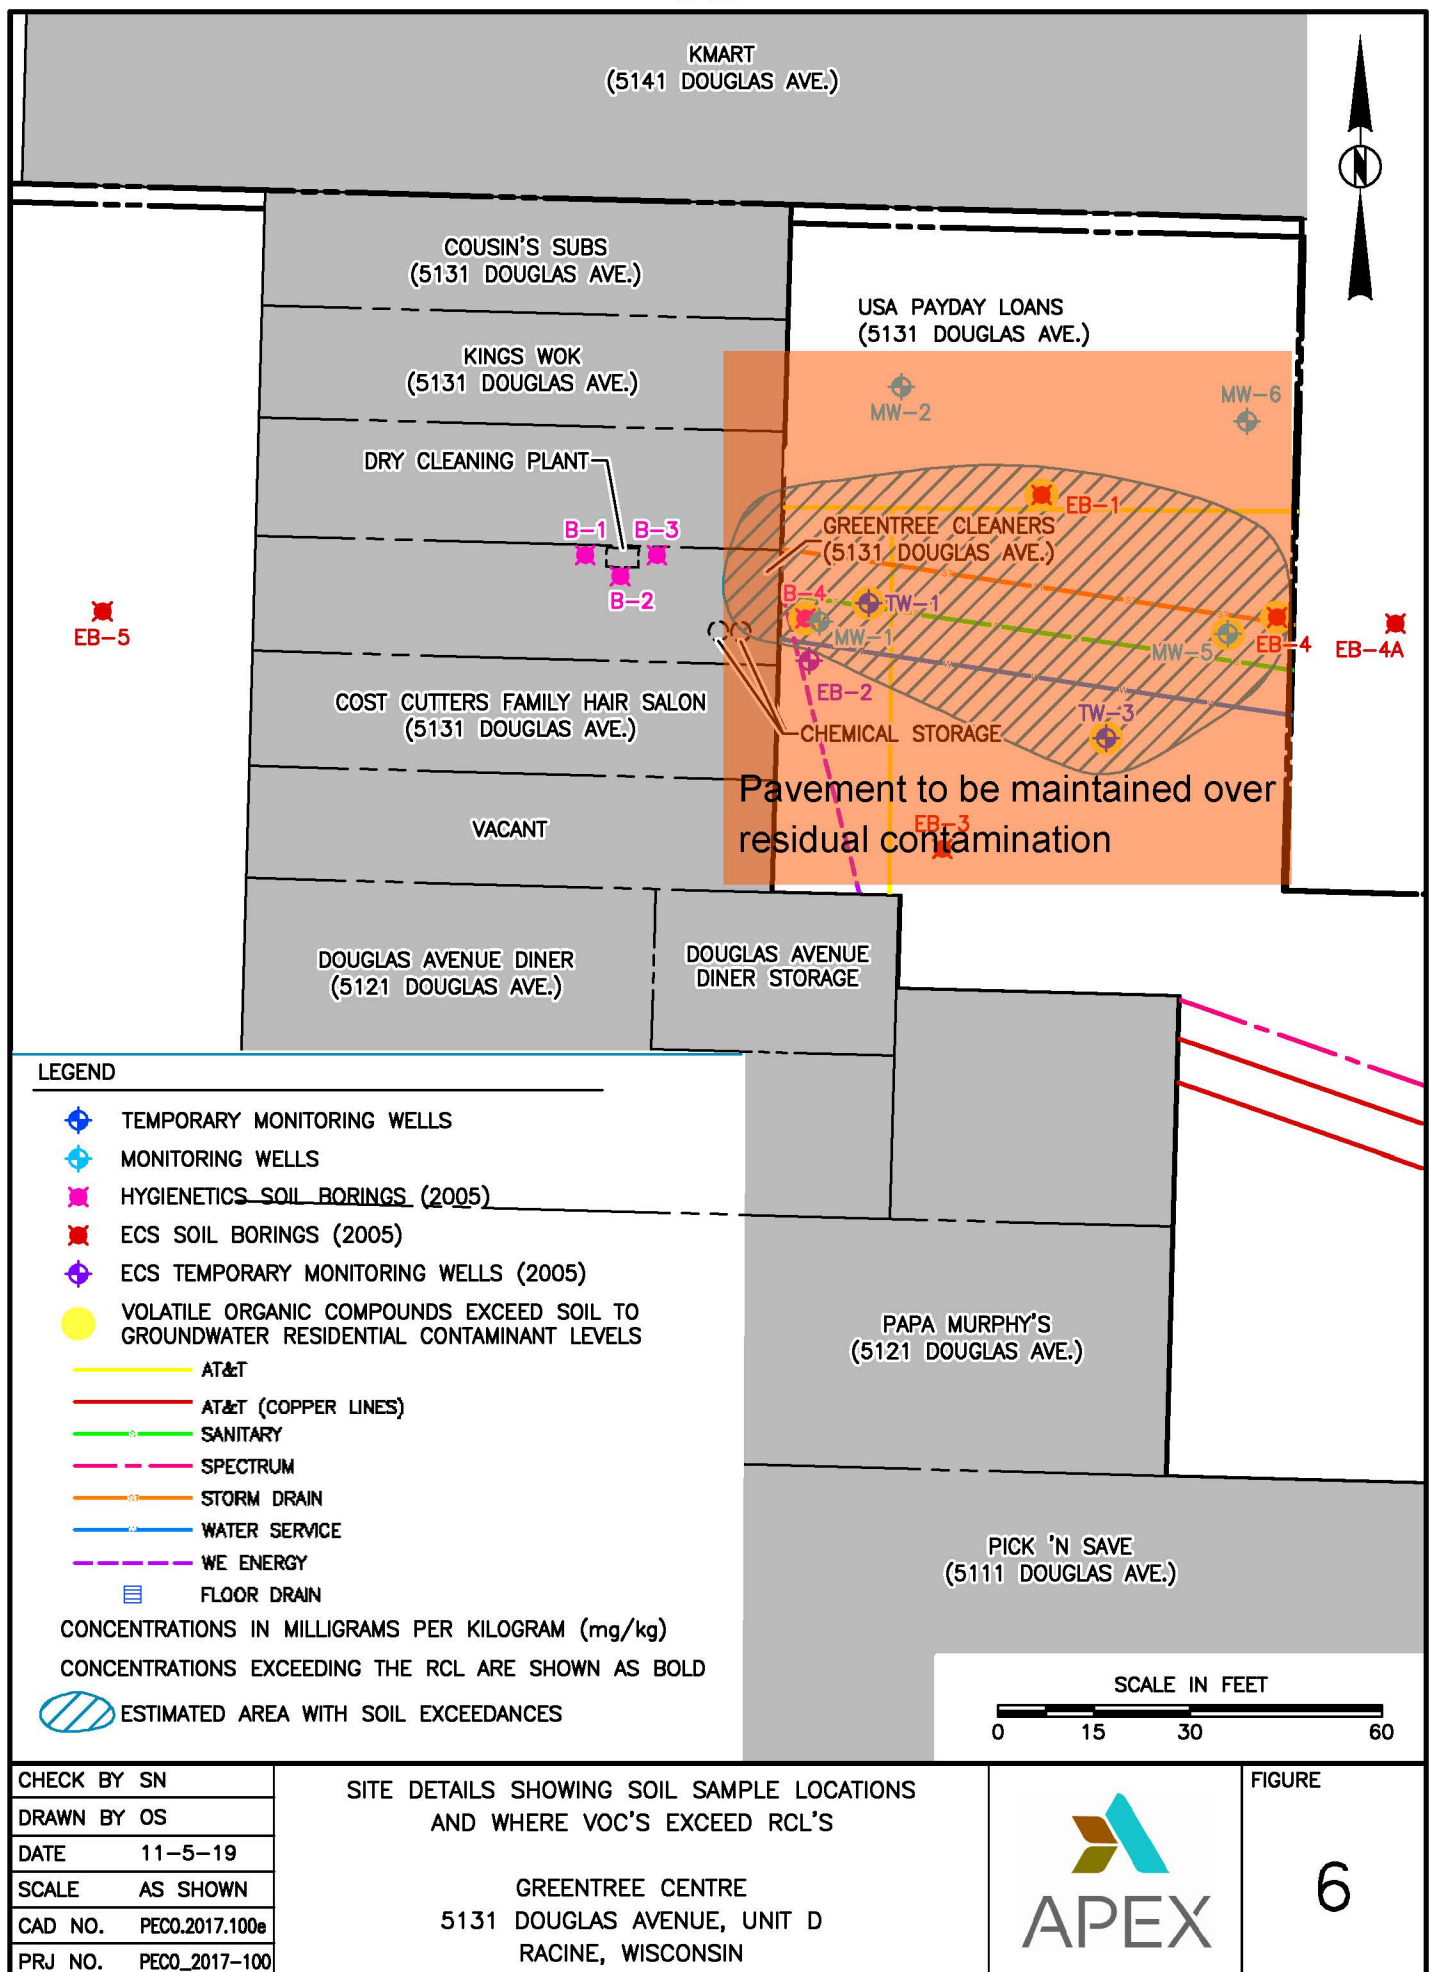 KMART
(5141 DOUGLAS AVE.)
N
COUSIN'S SUBS
(5131 DOUGLAS AVE.)
USA PAYDAY LOANS
(5131 DOUGLAS AVE.)
KINGS WOK
(5131 DOUGLAS AVE.)
MW-2
MW-6
DRY CLEANING PLANT
EB-1
B-1
B-3
GREENTREE CLEANERS
(5131 DOUGLAS AVE.)
B-2
B-4
TW-1
EB-5
MW-1
MW-5
EB-4
EB-4A
EB-2
COST CUTTERS FAMILY HAIR SALON
(5131 DOUGLAS AVE.)
TW-3
CHEMICAL STORAGE
Pavement to be maintained over
residual contamination
EB-3
VACANT
DOUGLAS AVENUE DINER
(5121 DOUGLAS AVE.)
DOUGLAS AVENUE
DINER STORAGE
LEGEND
TEMPORARY MONITORING WELLS
MONITORING WELLS
HYGIENETICS SOIL BORINGS (2005)
ECS SOIL BORINGS (2005)
ECS TEMPORARY MONITORING WELLS (2005)
VOLATILE ORGANIC COMPOUNDS EXCEED SOIL TO
GROUNDWATER RESIDENTIAL CONTAMINANT LEVELS
AT&T
AT&T (COPPER LINES)
SANITARY
SPECTRUM
STORM DRAIN
WATER SERVICE
WE ENERGY
FLOOR DRAIN
CONCENTRATIONS IN MILLIGRAMS PER KILOGRAM (mg/kg)
CONCENTRATIONS EXCEEDING THE RCL ARE SHOWN AS BOLD
ESTIMATED AREA WITH SOIL EXCEEDANCES
PAPA MURPHY'S
(5121 DOUGLAS AVE.)
PICK 'N SAVE
(5111 DOUGLAS AVE.)
SCALE IN FEET
0 15 30 60
CHECK BY SN
DRAWN BY OS
DATE 11-5-19
SCALE AS SHOWN
CAD NO. PECO.2017.100e
PRJ NO. PECO_2017-100
SITE DETAILS SHOWING SOIL SAMPLE LOCATIONS
AND WHERE VOC'S EXCEED RCL'S
GREENTREE CENTRE
5131 DOUGLAS AVENUE, UNIT D
RACINE, WISCONSIN
APEX
FIGURE
6